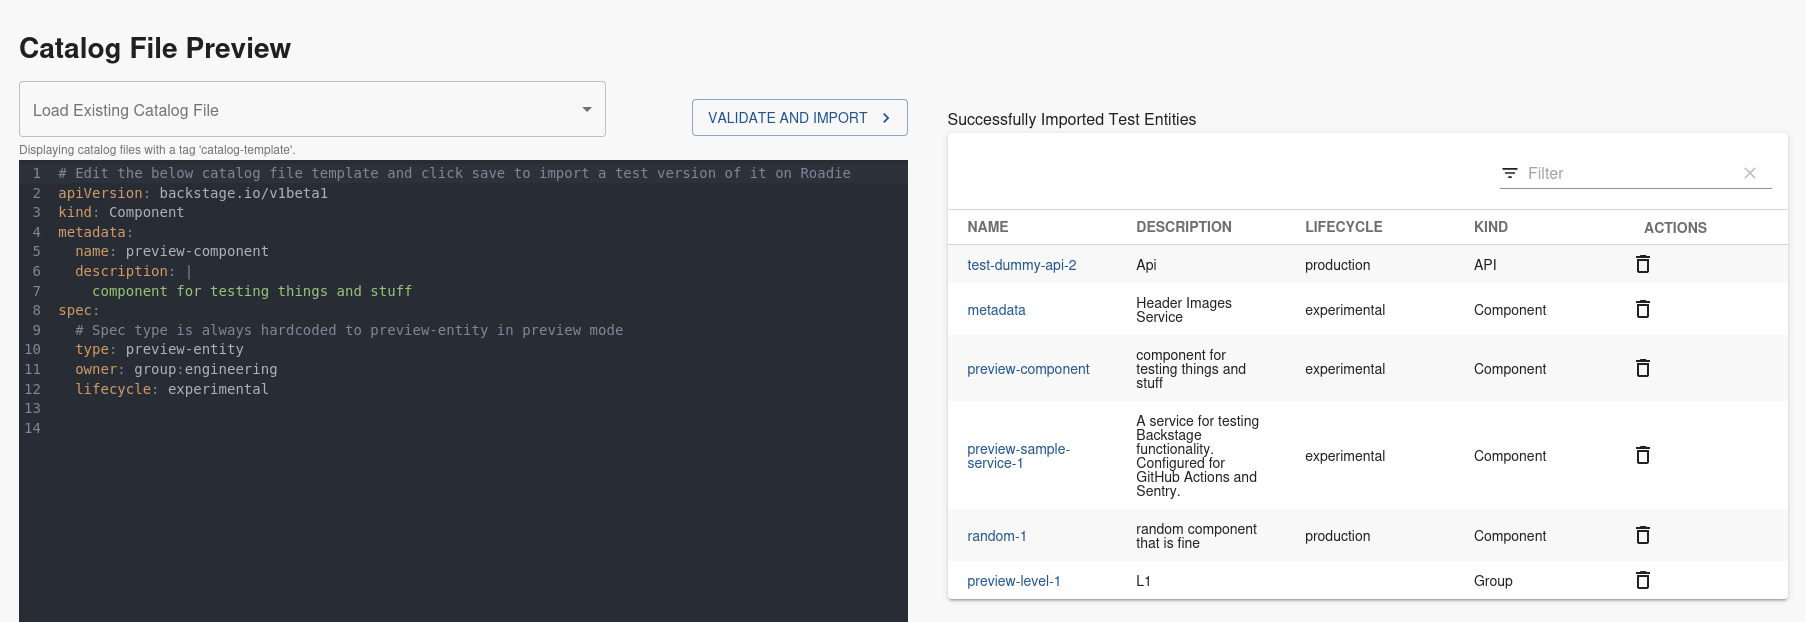 Catalog File Preview
Load Existing Catalog File
VALIDATE AND IMPORT
Displaying catalog files with a tag 'catalog-template'.
1 # Edit the below catalog file template and click save to import a test version of it on Roadie
2 apiVersion: backstage.io/v1beta1
3 kind: Component
4 metadata:
5   name: preview-component
6   description: |
7     component for testing things and stuff
8 spec:
9   # Spec type is always hardcoded to preview-entity in preview mode
10   type: preview-entity
11   owner: group:engineering
12   lifecycle: experimental
13
14
Successfully Imported Test Entities
Filter
NAME DESCRIPTION LIFECYCLE KIND ACTIONS
test-dummy-api-2 Api production API
metadata Header Images
Service experimental Component
preview-component component for
testing things and
stuff experimental Component
preview-sample-
service-1 A service for testing
Backstage
functionality.
Configured for
GitHub Actions and
Sentry. experimental Component
random-1 random component
that is fine production Component
preview-level-1 L1 Group